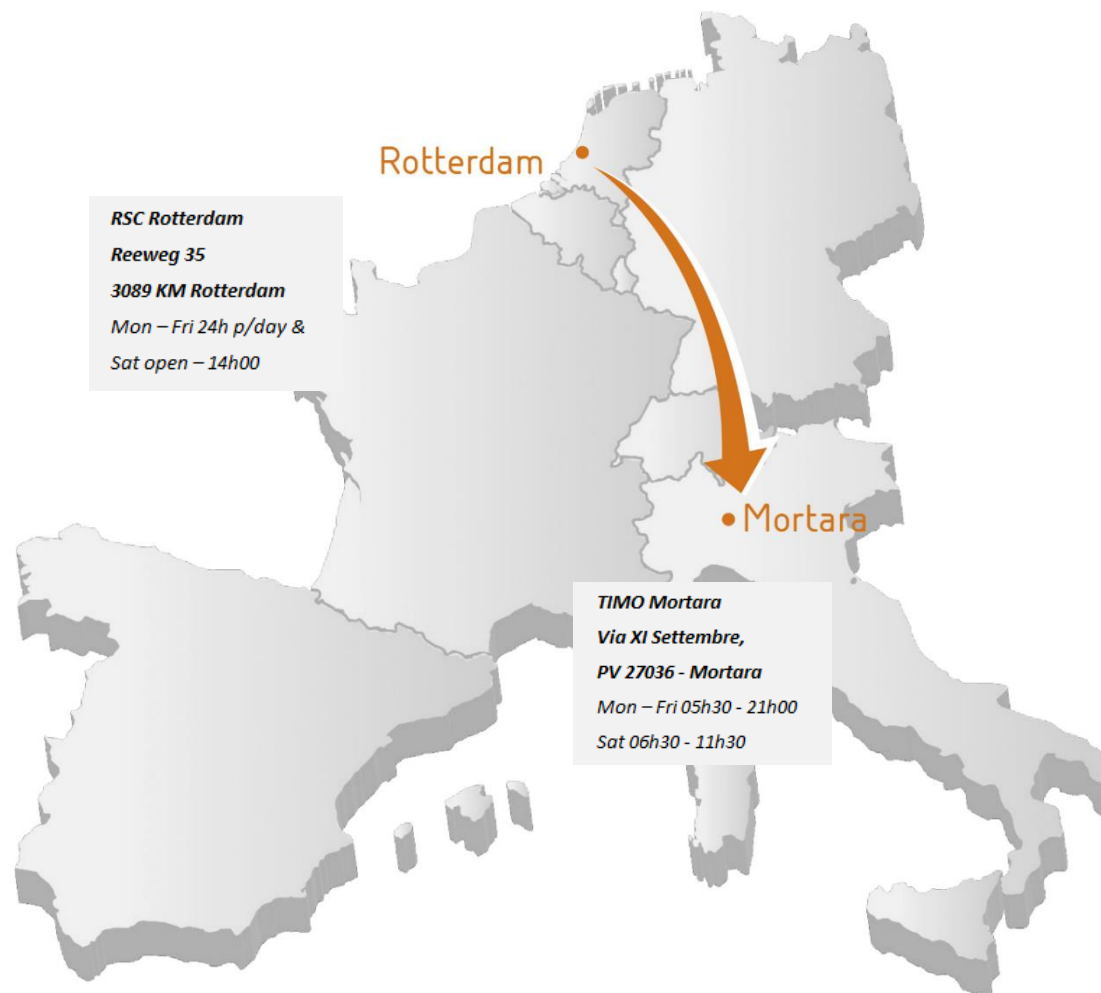 Rotterdam
RSC Rotterdam
Reeweg 35
3089 KM Rotterdam
Mon – Fri 24h p/day &
Sat open – 14h00
Mortara
TIMO Mortara
Via XI Settembre,
PV 27036 - Mortara
Mon – Fri 05h30 - 21h00
Sat 06h30 - 11h30